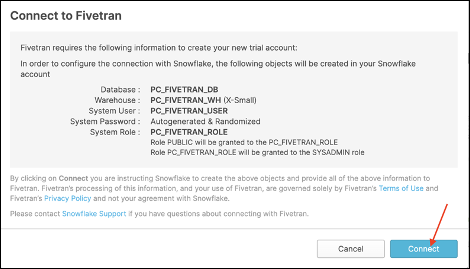 Connect to Fivetran
Fivetran requires the following information to create your new trial account:
In order to configure the connection with Snowflake, the following objects will be created in your Snowflake
account
Database : PC_FIVETRAN_DB
Warehouse : PC_FIVETRAN_WH (X-Small)
System User : PC_FIVETRAN_USER
System Password : Autogenerated & Randomized
System Role : PC_FIVETRAN_ROLE
Role PUBLIC will be granted to the PC_FIVETRAN_ROLE
Role PC_FIVETRAN_ROLE will be granted to the SYSADMIN role
By clicking on Connect you are instructing Snowflake to create the above objects and provide all of the above information to
Fivetran. Fivetran's processing of this information, and your use of Fivetran, are governed solely by Fivetran's Terms of Use and
Fivetran's Privacy Policy and not your agreement with Snowflake.
Please contact Snowflake Support if you have questions about connecting with Fivetran.
Cancel
Connect